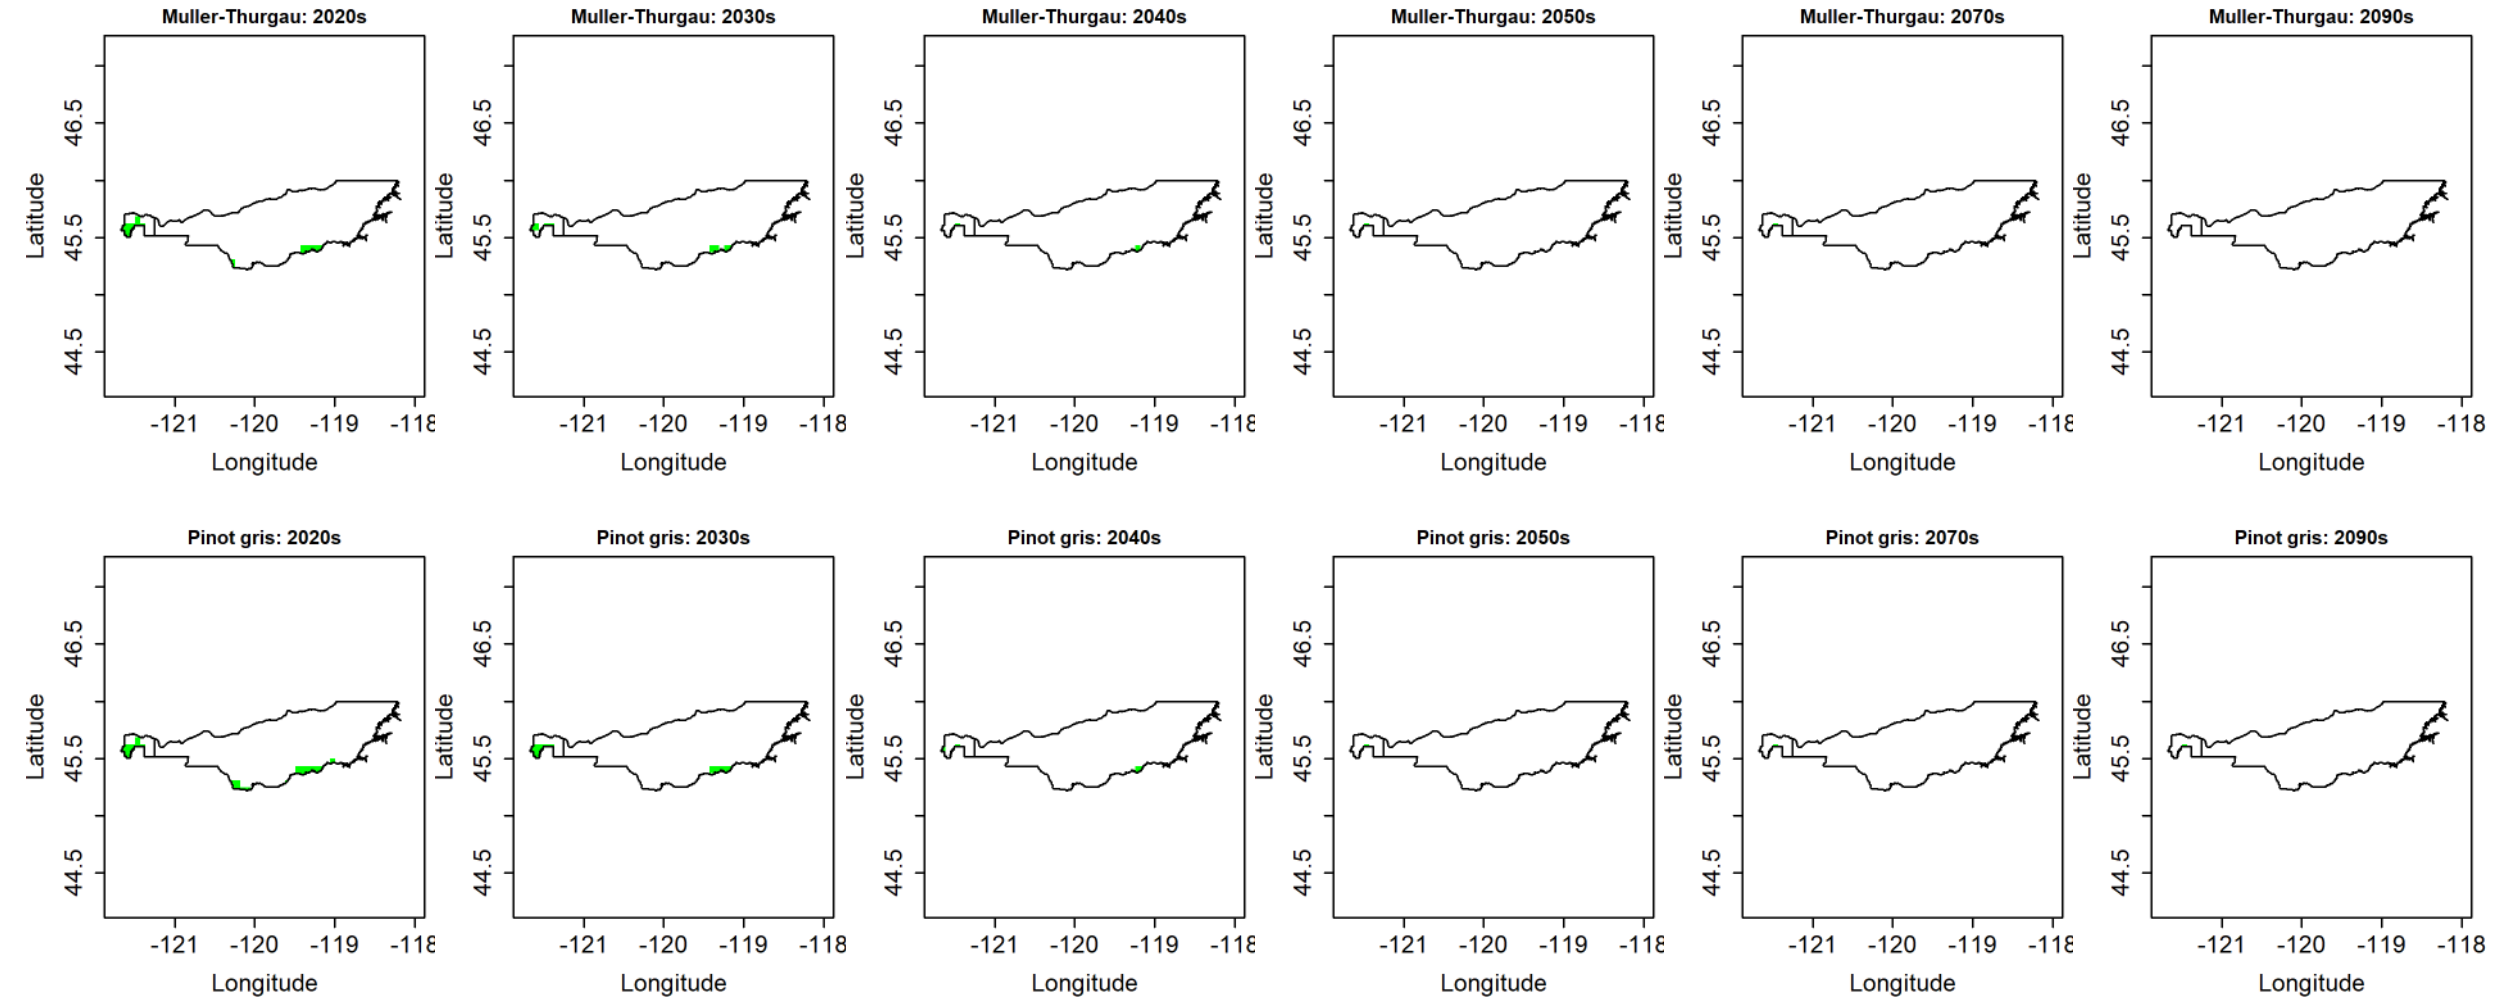 Muller-Thurgau: 2020s
Muller-Thurgau: 2030s
Muller-Thurgau: 2040s
Muller-Thurgau: 2050s
Muller-Thurgau: 2070s
Muller-Thurgau: 2090s
Latitude
46.5
45.5
44.5
Latitude
46.5
45.5
44.5
Latitude
46.5
45.5
44.5
Latitude
46.5
45.5
44.5
Latitude
46.5
45.5
44.5
Latitude
46.5
45.5
44.5
-121 -120 -119 -118
-121 -120 -119 -118
-121 -120 -119 -118
-121 -120 -119 -118
-121 -120 -119 -118
-121 -120 -119 -118
Longitude
Longitude
Longitude
Longitude
Longitude
Longitude
Pinot gris: 2020s
Pinot gris: 2030s
Pinot gris: 2040s
Pinot gris: 2050s
Pinot gris: 2070s
Pinot gris: 2090s
Latitude
46.5
45.5
44.5
Latitude
46.5
45.5
44.5
Latitude
46.5
45.5
44.5
Latitude
46.5
45.5
44.5
Latitude
46.5
45.5
44.5
Latitude
46.5
45.5
44.5
-121 -120 -119 -118
-121 -120 -119 -118
-121 -120 -119 -118
-121 -120 -119 -118
-121 -120 -119 -118
-121 -120 -119 -118
Longitude
Longitude
Longitude
Longitude
Longitude
Longitude